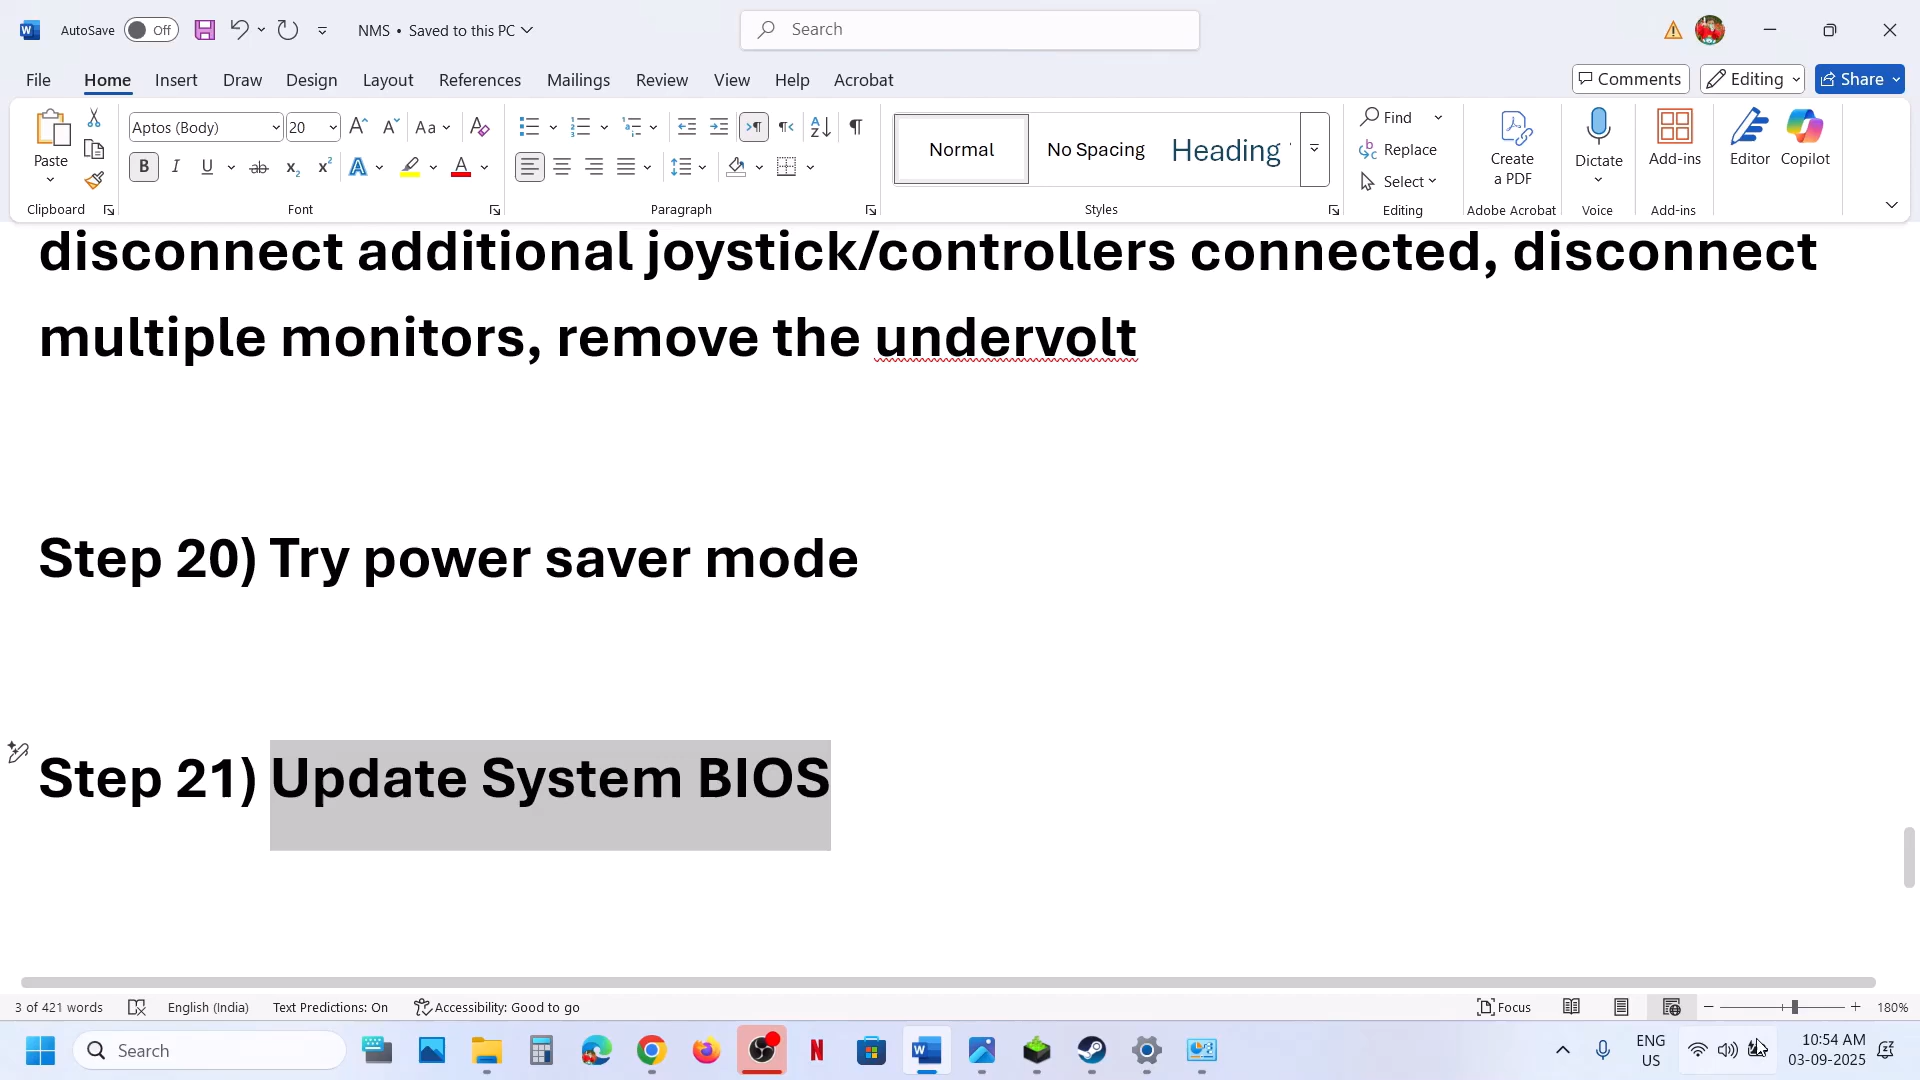 AutoSave Off NMS • Saved to this PC Search
File Home Insert Draw Design Layout References Mailings Review View Help Acrobat Comments Editing Share
Paste Aptos (Body) 20 Normal No Spacing Heading Find Replace Select Create a PDF Dictate Add-ins Editor Copilot
Clipboard Font Paragraph Styles Editing Adobe Acrobat Voice Add-ins
disconnect additional joystick/controllers connected, disconnect
multiple monitors, remove the undervolt
Step 20) Try power saver mode
Step 21) Update System BIOS
3 of 421 words English (India) Text Predictions: On Accessibility: Good to go Focus 180%
Search ENG US 10:54 AM 03-09-2025